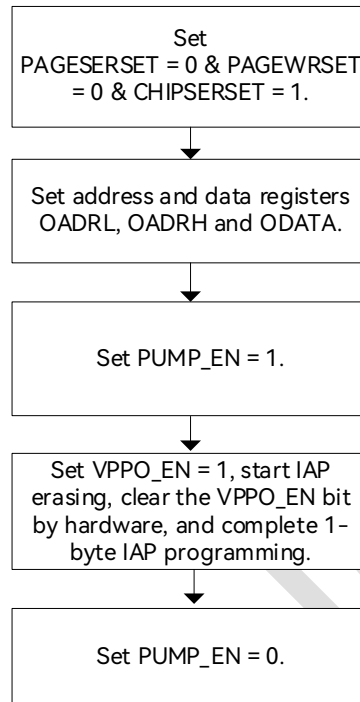 Set
PAGESERSET = 0 & PAGEWRSET
= 0 & CHIPSERSET = 1.
Set address and data registers
OADRL, OADRH and ODATA.
Set PUMP_EN = 1.
Set VPPO_EN = 1, start IAP
erasing, clear the VPPO_EN bit
by hardware, and complete 1-
byte IAP programming.
Set PUMP_EN = 0.